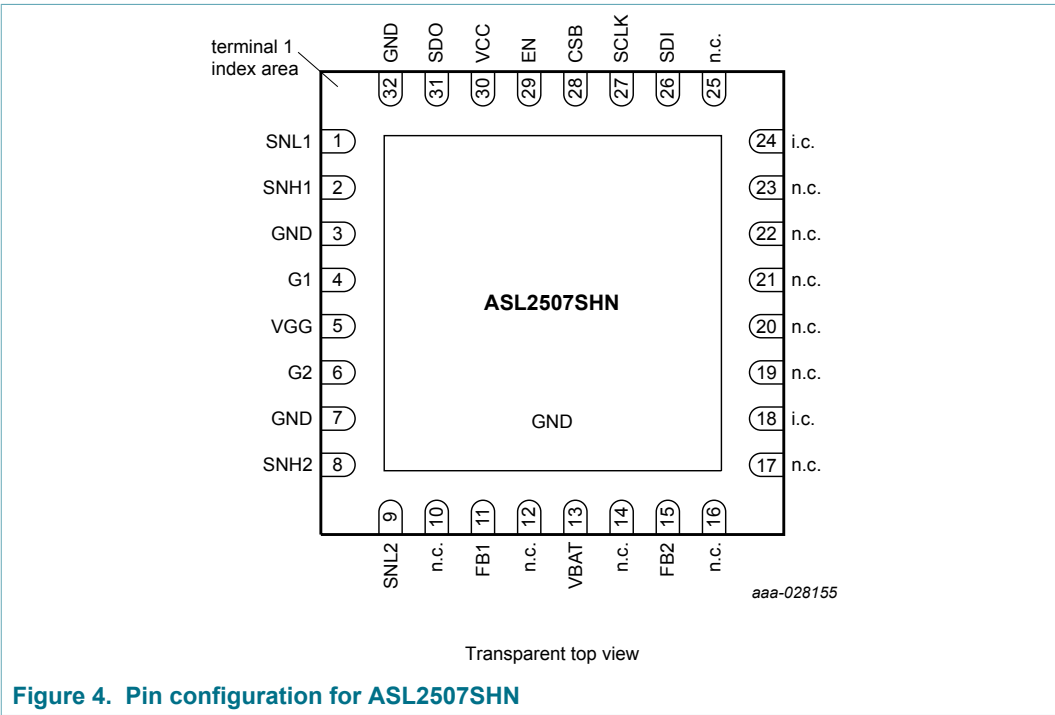 terminal 1
index area
GND
SDO
VCC
EN
CSB
SCLK
SDI
n.c.
32
31
30
29
28
27
26
25
SNL1 1
SNH1 2
GND 3
G1 4
VGG 5
G2 6
GND 7
SNH2 8
24 i.c.
23 n.c.
22 n.c.
21 n.c.
20 n.c.
19 n.c.
18 i.c.
17 n.c.
ASL2507SHN
GND
9
10
11
12
13
14
15
16
SNL2
n.c.
FB1
n.c.
VBAT
n.c.
FB2
n.c.
aaa-028155
Transparent top view
Figure 4. Pin configuration for ASL2507SHN